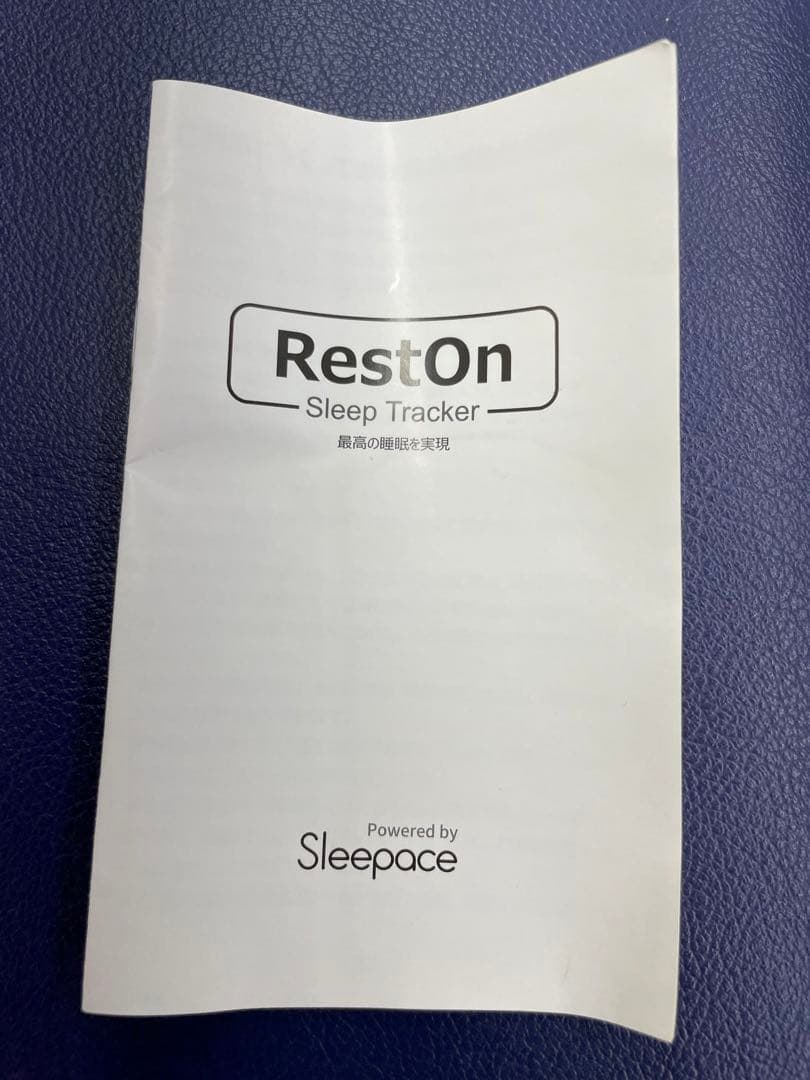 RestOn
Sleep Tracker
最高の睡眠を実現
Powered by
Sleepace